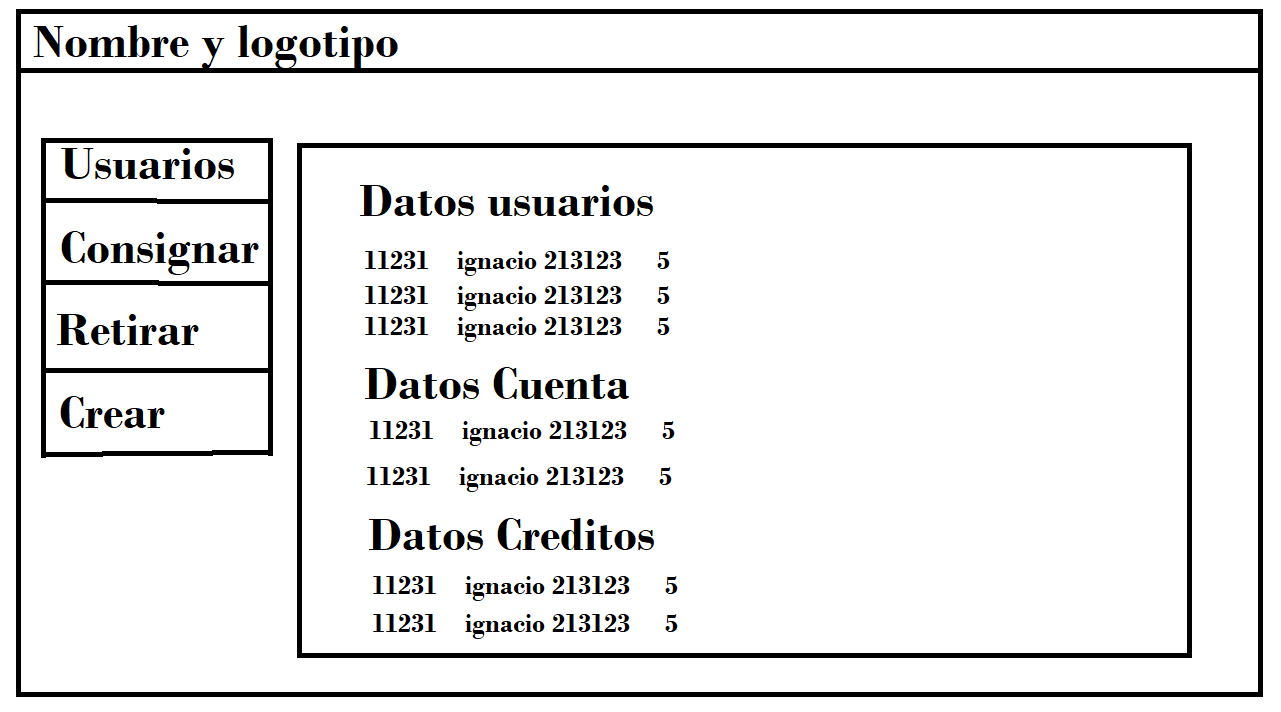 Nombre y logotipo
Usuarios
Consignar
Retirar
Crear
Datos usuarios
11231 ignacio 213123 5
11231 ignacio 213123 5
11231 ignacio 213123 5
Datos Cuenta
11231 ignacio 213123 5
11231 ignacio 213123 5
Datos Creditos
11231 ignacio 213123 5
11231 ignacio 213123 5